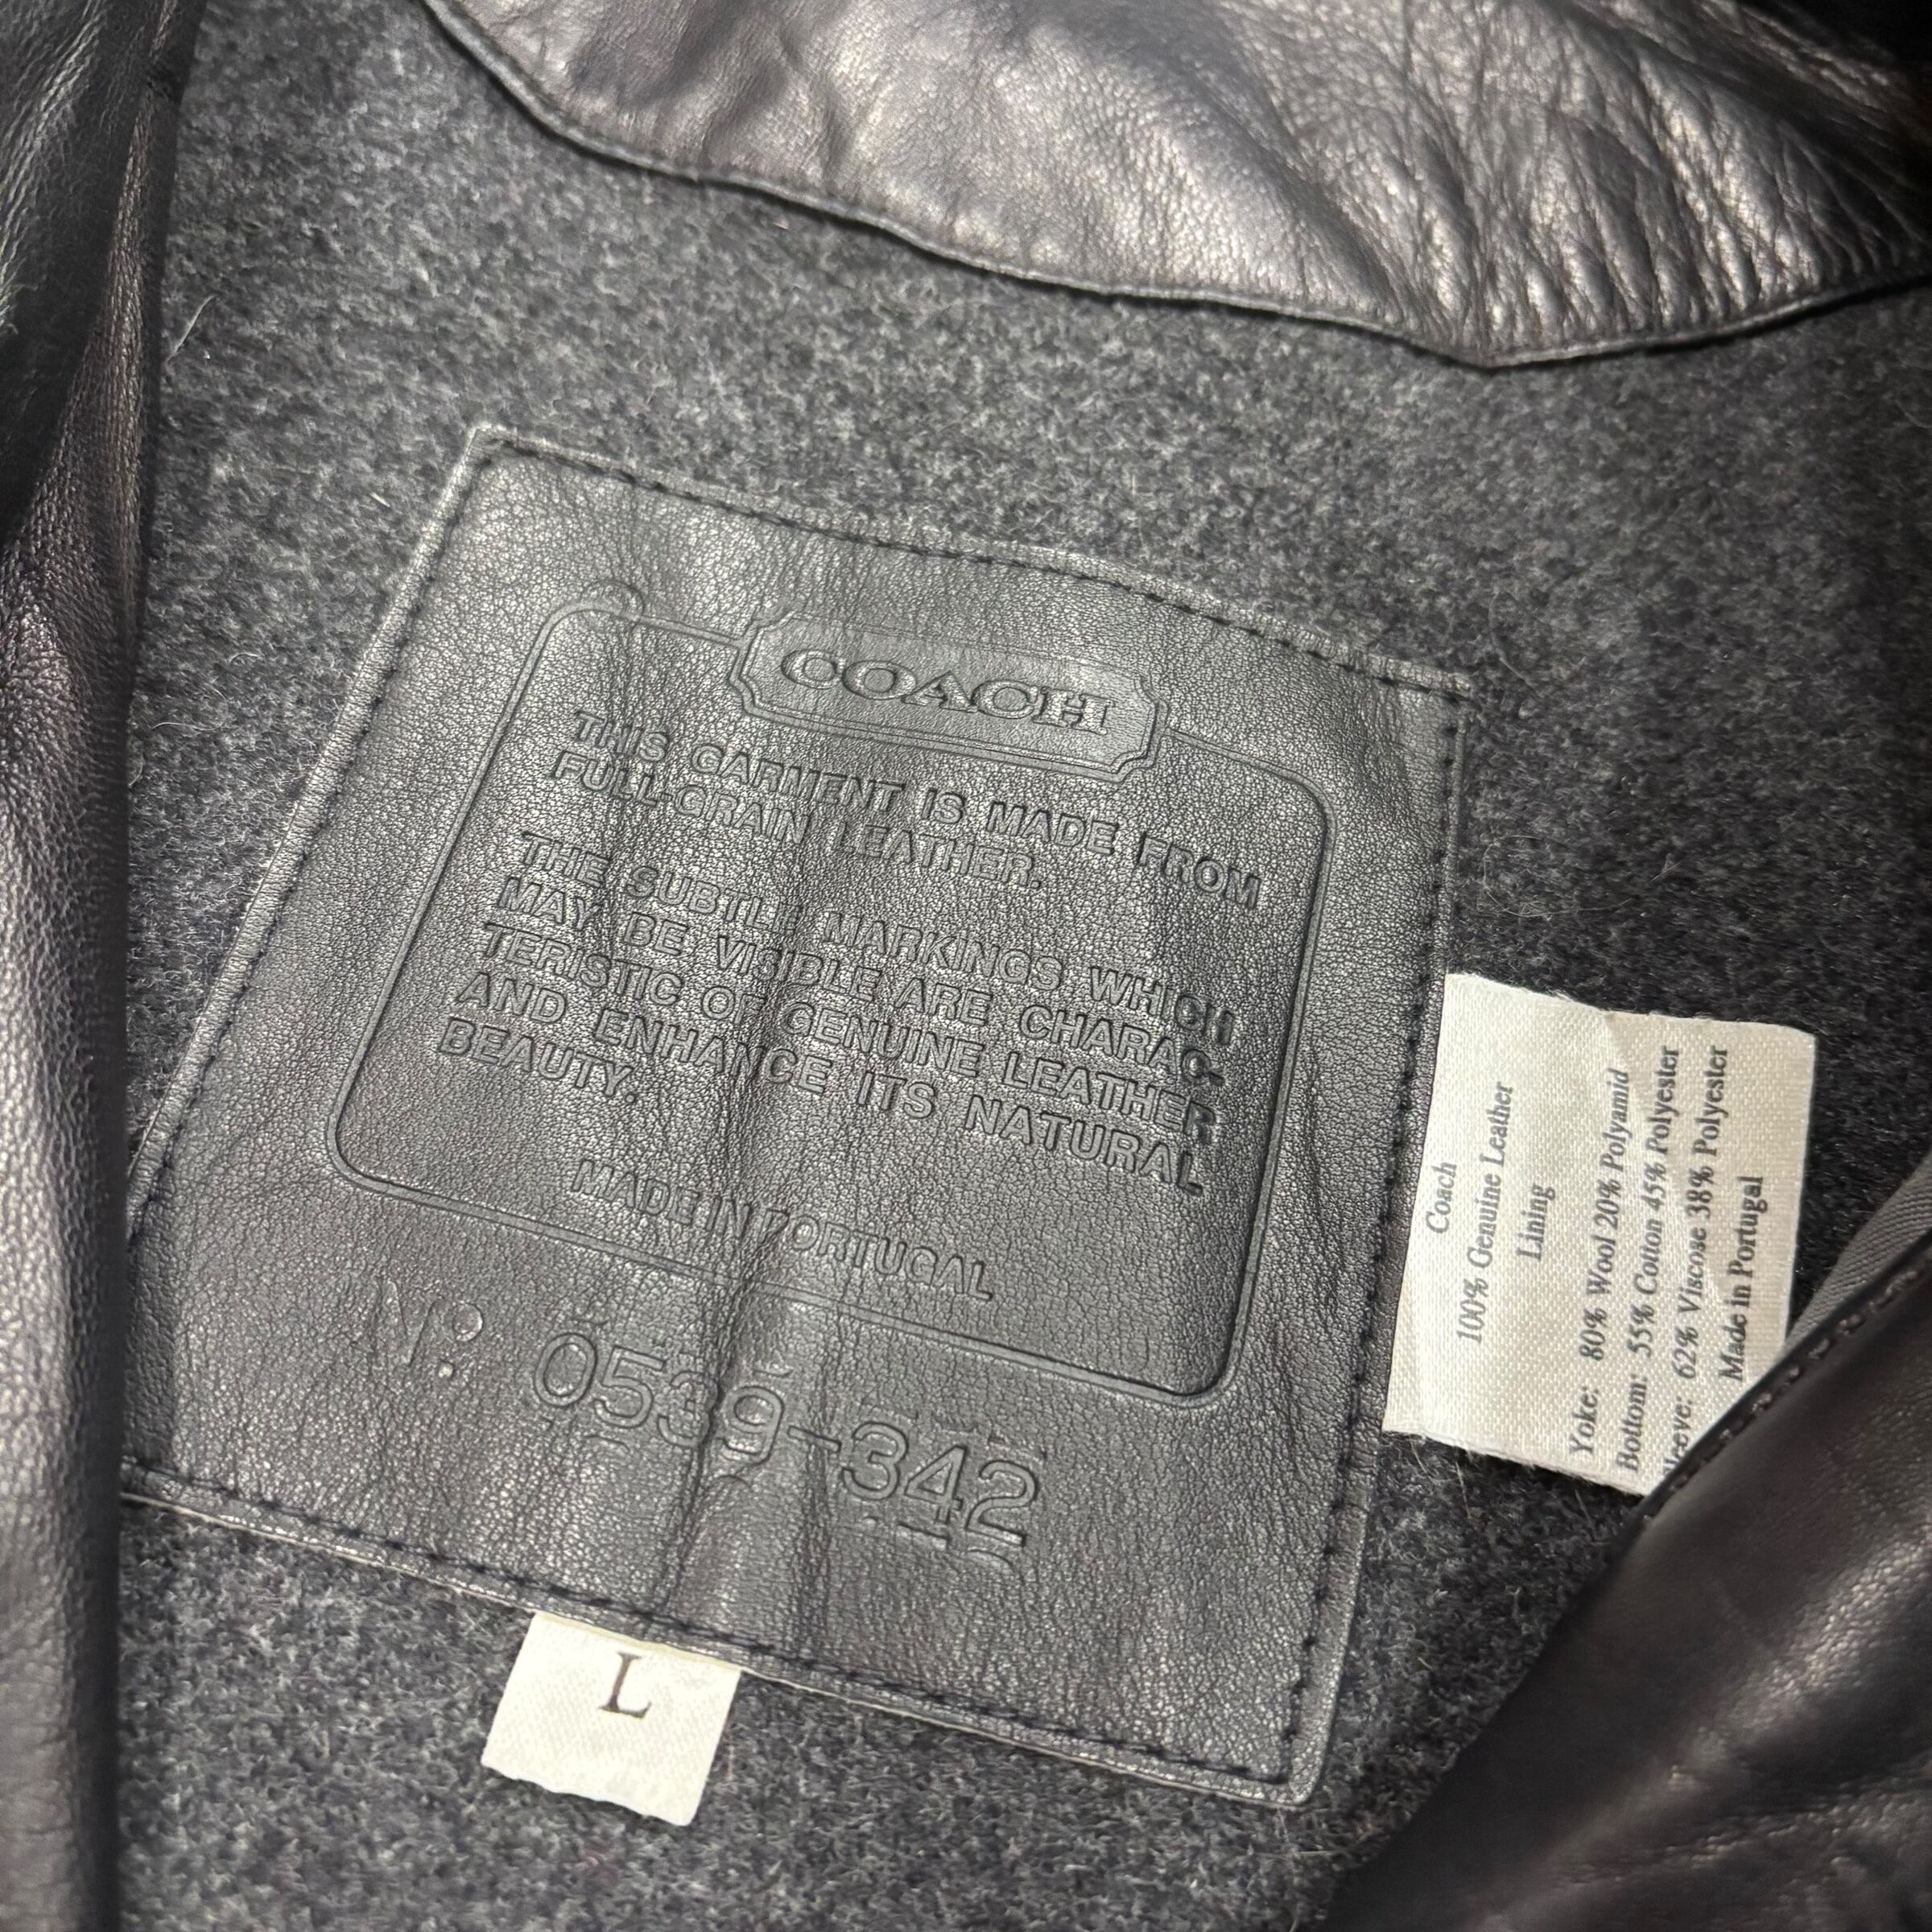 COACH
THIS GARMENT IS MADE FROM
FULL-GRAIN LEATHER.
THE SUBTLE MARKINGS WHICH
MAY BE VISIBLE ARE CHARAC-
TERISTIC OF GENUINE LEATHER
AND ENHANCE ITS NATURAL
BEAUTY.
MADE IN PORTUGAL
Nº 0539-342
L
Coach
100% Genuine Leather
Lining
Yoke: 80% Wool 20% Polyamid
Bottom: 55% Cotton 45% Polyester
62% Viscose 38% Polyester
Made in Portugal